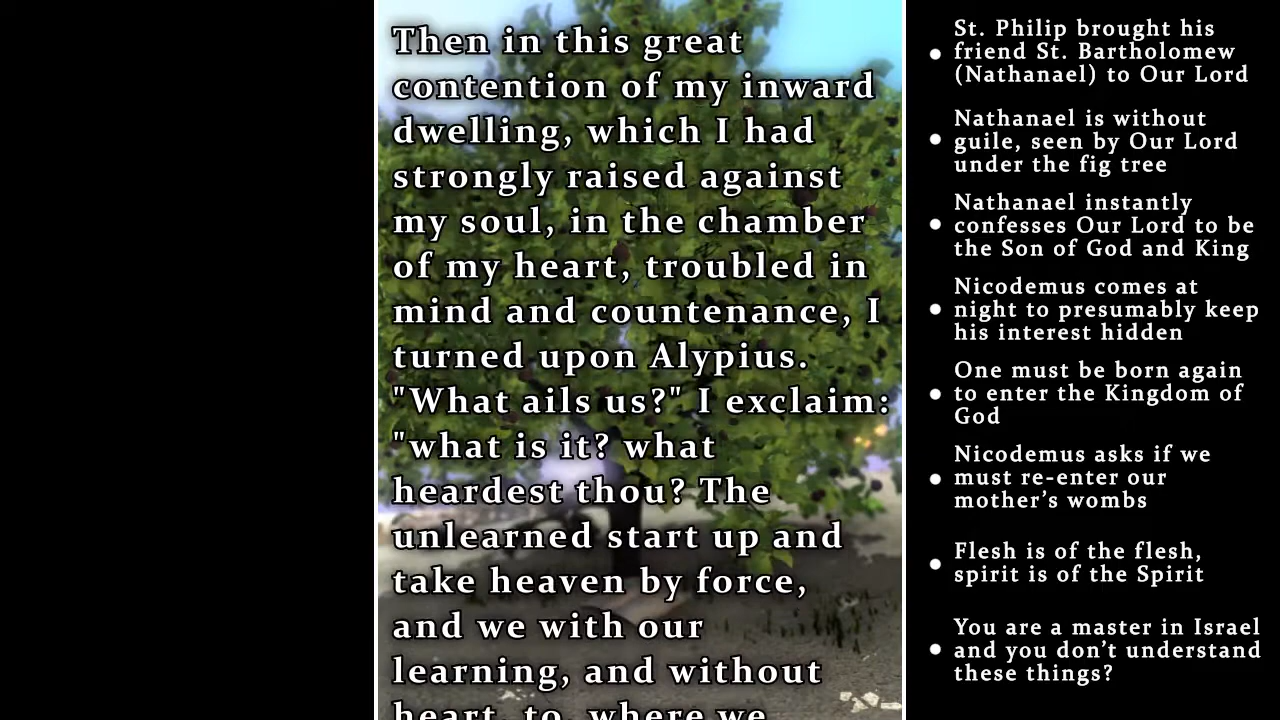 Then in this great
contention of my inward
dwelling, which I had
strongly raised against
my soul, in the chamber
of my heart, troubled in
mind and countenance, I
turned upon Alypius.
"What ails us?" I exclaim:
"what is it? what
heardest thou? The
unlearned start up and
take heaven by force,
and we with our
learning, and without
heart, to, where we
St. Philip brought his
friend St. Bartholomew
(Nathanael) to Our Lord
Nathanael is without
guile, seen by Our Lord
under the fig tree
Nathanael instantly
confesses Our Lord to be
the Son of God and King
Nicodemus comes at
night to presumably keep
his interest hidden
One must be born again
to enter the Kingdom of
God
Nicodemus asks if we
must re-enter our
mother’s wombs
Flesh is of the flesh,
spirit is of the Spirit
You are a master in Israel
and you don’t understand
these things?